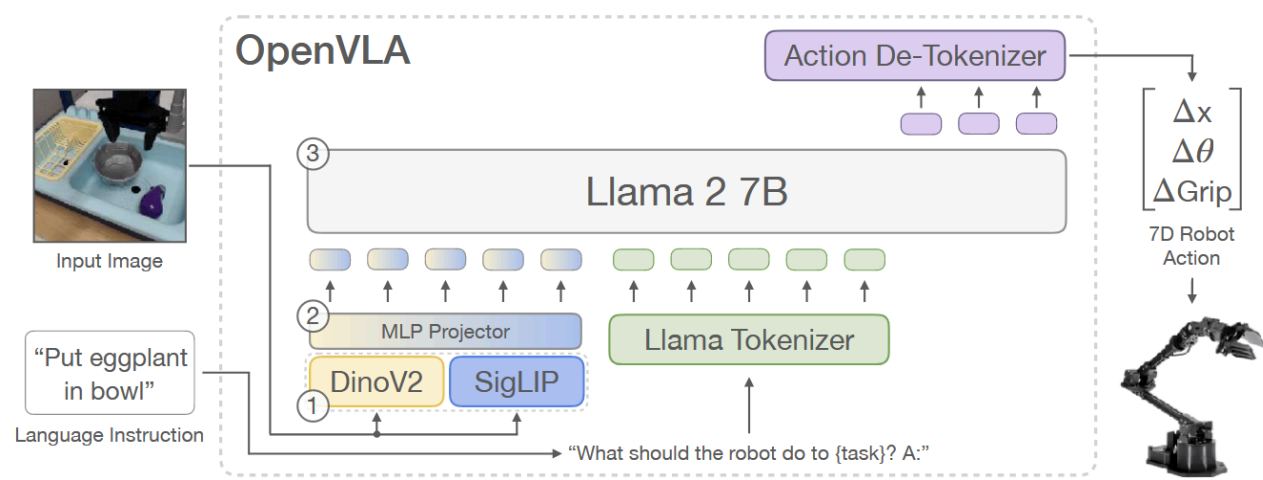 OpenVLA
Action De-Tokenizer
Δx
Δθ
ΔGrip
7D Robot
Action
Input Image
3
Llama 2 7B
2
MLP Projector
Llama Tokenizer
1
DinoV2
SigLIP
“Put eggplant
in bowl”
Language Instruction
“What should the robot do to {task}? A:”